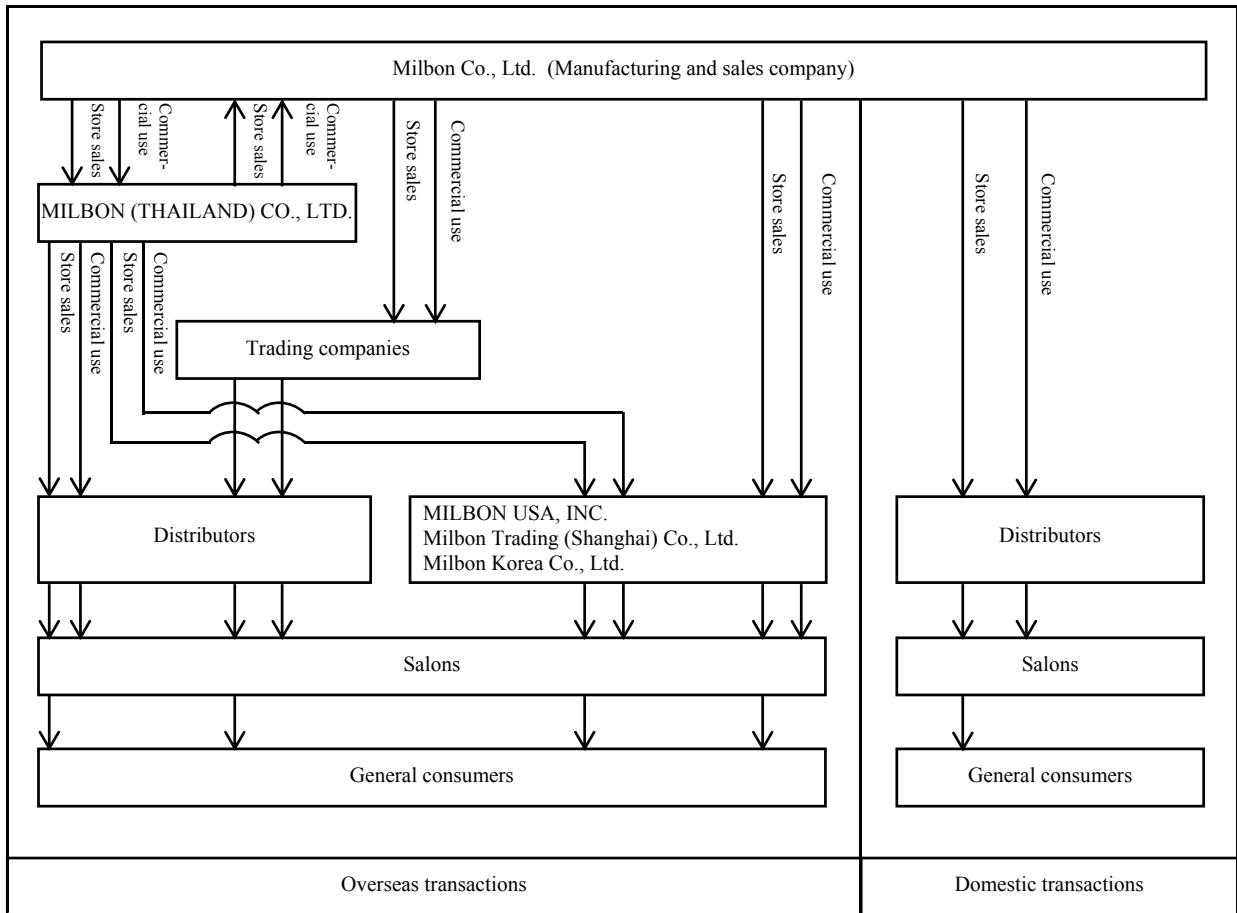 Milbon Co., Ltd. (Manufacturing and sales company)
Store sales
Commer-
cial use
Store sales
Commer-
cial use
Store sales
Commercial use
Store sales
Commercial use
Store sales
Commercial use
MILBON (THAILAND) CO., LTD.
Store sales
Commercial use
Store sales
Commercial use
Trading companies
Distributors
MILBON USA, INC.
Milbon Trading (Shanghai) Co., Ltd.
Milbon Korea Co., Ltd.
Distributors
Salons
Salons
General consumers
General consumers
Overseas transactions
Domestic transactions